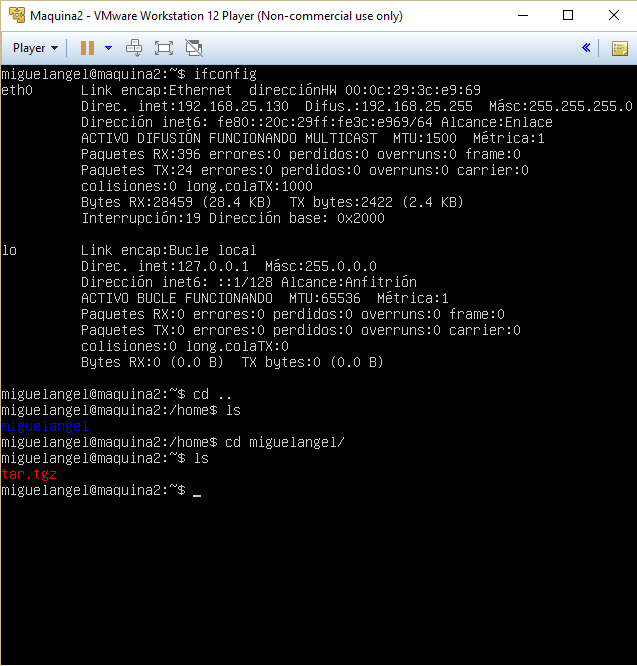 Maquina2 - VMware Workstation 12 Player (Non-commercial use only)
Player
miguelangel@maquina2:~$ ifconfig
eth0      Link encap:Ethernet  direcciónHW 00:0c:29:3c:e9:69
          Direc. inet:192.168.25.130  Difus.:192.168.25.255  Másc:255.255.255.0
          Dirección inet6: fe80::20c:29ff:fe3c:e969/64 Alcance:Enlace
          ACTIVO DIFUSIÓN FUNCIONANDO MULTICAST  MTU:1500  Métrica:1
          Paquetes RX:396 errores:0 perdidos:0 overruns:0 frame:0
          Paquetes TX:24 errores:0 perdidos:0 overruns:0 carrier:0
          colisiones:0 long.colaTX:1000
          Bytes RX:28459 (28.4 KB)  TX bytes:2422 (2.4 KB)
          Interrupción:19 Dirección base: 0x2000
lo        Link encap:Bucle local
          Direc. inet:127.0.0.1  Másc:255.0.0.0
          Dirección inet6: ::1/128 Alcance:Anfitrión
          ACTIVO BUCLE FUNCIONANDO  MTU:65536  Métrica:1
          Paquetes RX:0 errores:0 perdidos:0 overruns:0 frame:0
          Paquetes TX:0 errores:0 perdidos:0 overruns:0 carrier:0
          colisiones:0 long.colaTX:0
          Bytes RX:0 (0.0 B)  TX bytes:0 (0.0 B)
miguelangel@maquina2:~$ cd ..
miguelangel@maquina2:/home$ ls
miguelangel
miguelangel@maquina2:/home$ cd miguelangel/
miguelangel@maquina2:~$ ls
tar.tgz
miguelangel@maquina2:~$ _